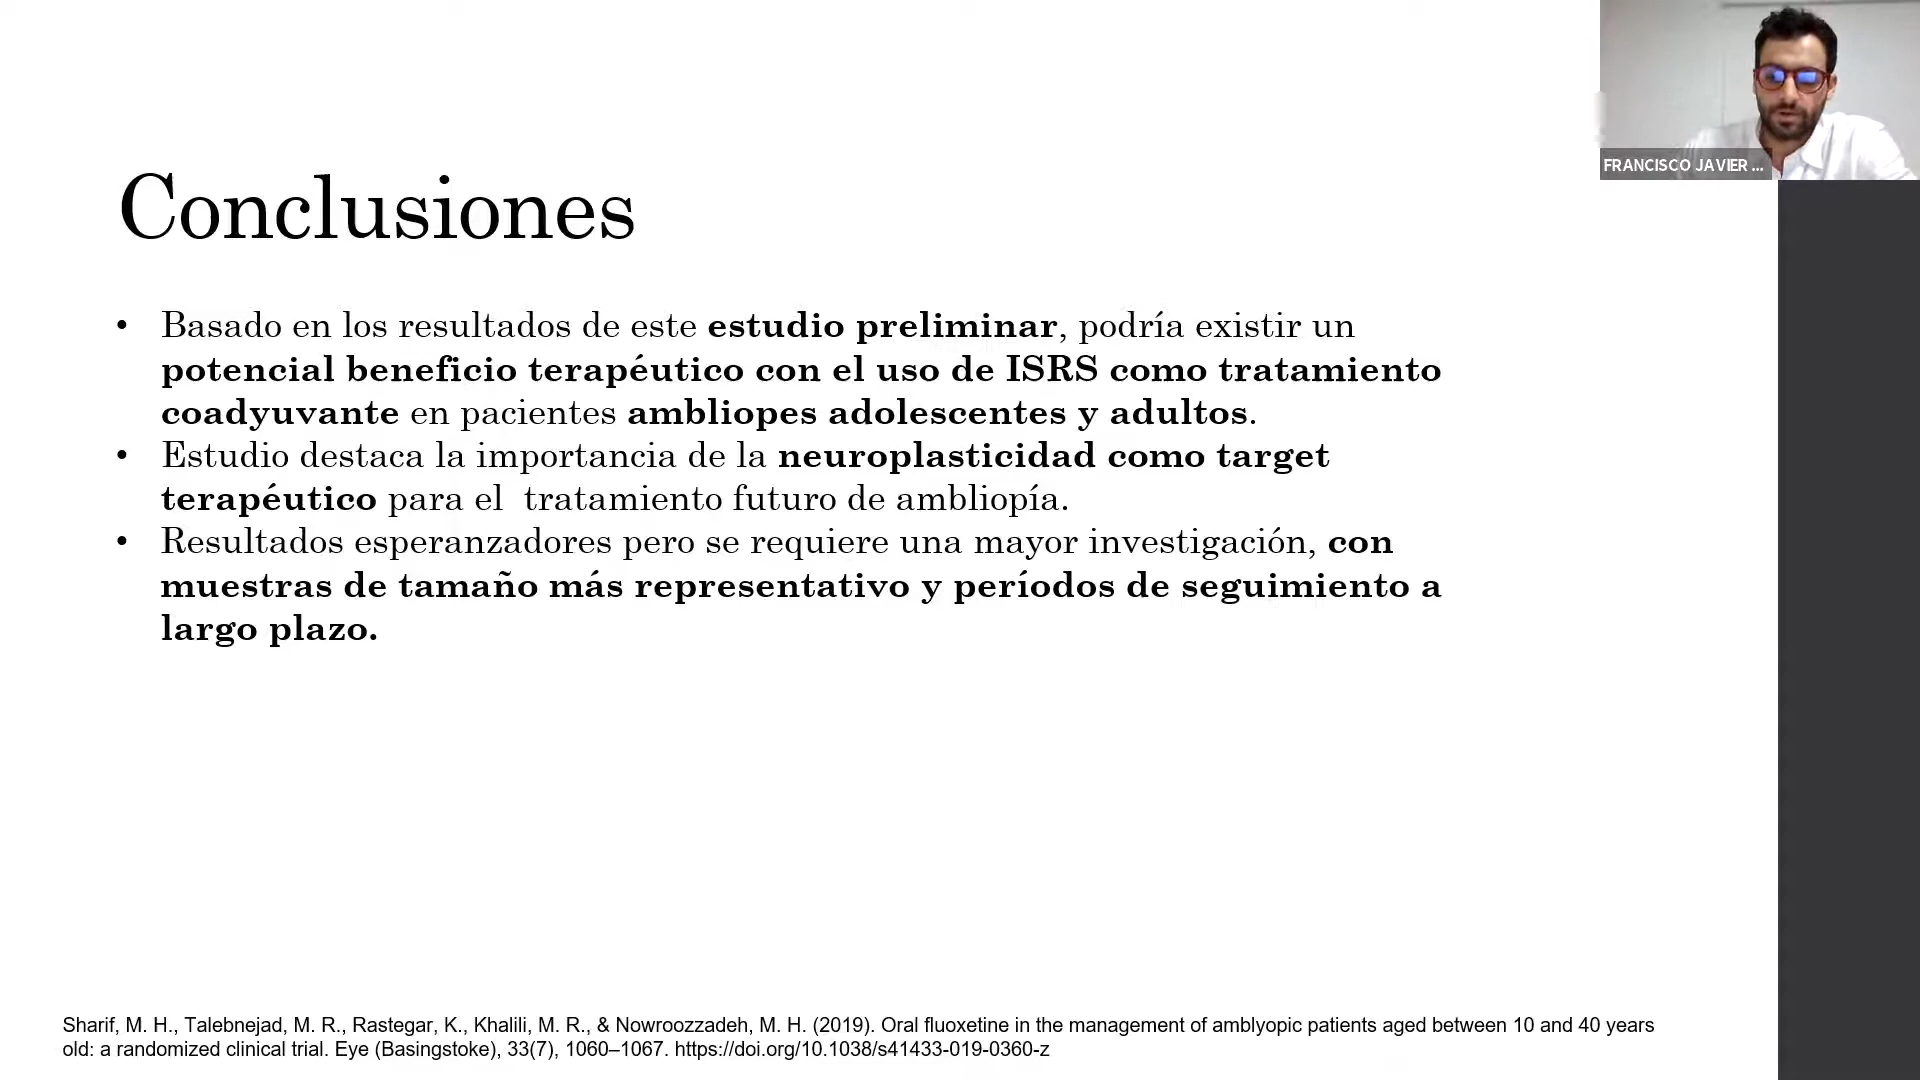 FRANCISCO JAVIER ...
Conclusiones
• Basado en los resultados de este estudio preliminar, podría existir un
potencial beneficio terapéutico con el uso de ISRS como tratamiento
coadyuvante en pacientes ambliopes adolescentes y adultos.
• Estudio destaca la importancia de la neuroplasticidad como target
terapéutico para el  tratamiento futuro de ambliopía.
• Resultados esperanzadores pero se requiere una mayor investigación, con
muestras de tamaño más representativo y períodos de seguimiento a
largo plazo.
Sharif, M. H., Talebnejad, M. R., Rastegar, K., Khalili, M. R., & Nowroozzadeh, M. H. (2019). Oral fluoxetine in the management of amblyopic patients aged between 10 and 40 years
old: a randomized clinical trial. Eye (Basingstoke), 33(7), 1060–1067. https://doi.org/10.1038/s41433-019-0360-z